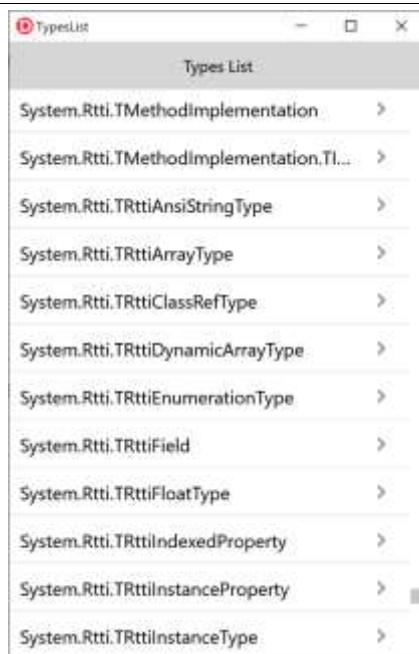 TypesList
Types List
System.Rtti.TMethodImplementation
System.Rtti.TMethodImplementation.TI...
System.Rtti.TRttiAnsiStringType
System.Rtti.TRttiArrayType
System.Rtti.TRttiClassRefType
System.Rtti.TRttiDynamicArrayType
System.Rtti.TRttiEnumerationType
System.Rtti.TRttiField
System.Rtti.TRttiFloatType
System.Rtti.TRttiIndexedProperty
System.Rtti.TRttiInstanceProperty
System.Rtti.TRttiInstanceType